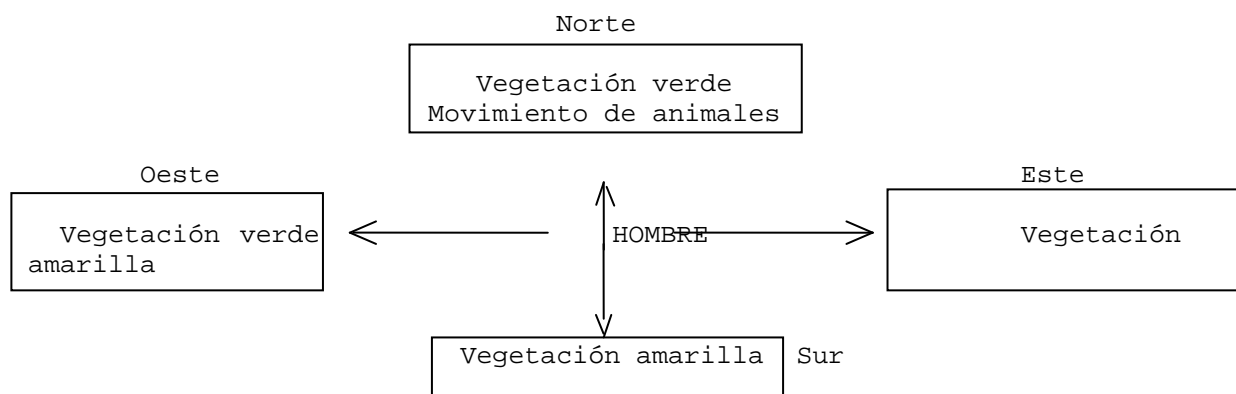 Norte
Vegetación verde
Movimiento de animales
Oeste
Este
Vegetación verde
amarilla
HOMBRE
Vegetación
Vegetación amarilla
Sur